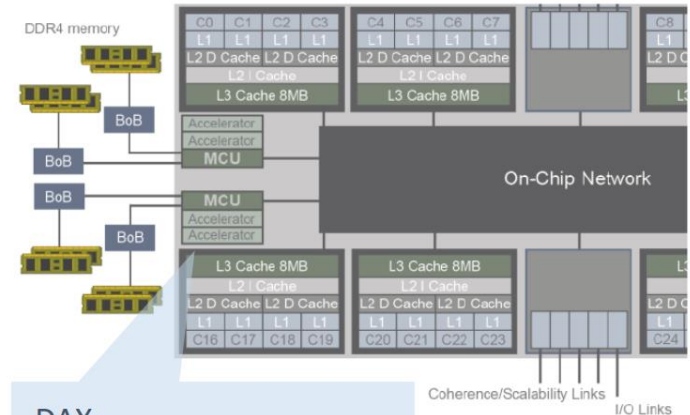 DDR4 memory
C0 C1 C2 C3
L1 L1 L1 L1
L2 D Cache L2 D Cache
L2 I Cache
L3 Cache 8MB
C4 C5 C6 C7
L1 L1 L1 L1
L2 D Cache L2 D Cache
L2 I Cache
L3 Cache 8MB
C8
L1
L2 D C
L3
BoB
BoB
Accelerator
Accelerator
MCU
On-Chip Network
BoB
BoB
MCU
Accelerator
Accelerator
L3 Cache 8MB
L2 I Cache
L2 D Cache L2 D Cache
L1 L1 L1 L1
C16 C17 C18 C19
L3 Cache 8MB
L2 I Cache
L2 D Cache L2 D Cache
L1 L1 L1 L1
C20 C21 C22 C23
L3
L2 D C
L1
C24
Coherence/Scalability Links
I/O Links